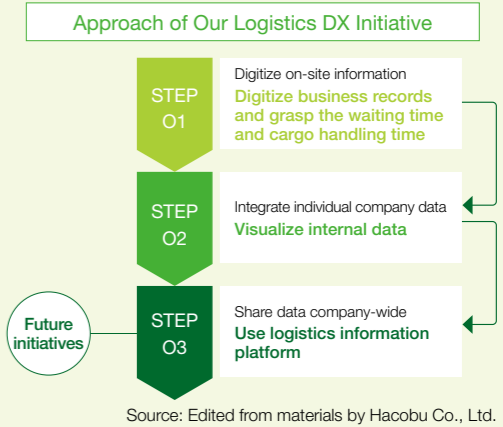 Approach of Our Logistics DX Initiative
STEP
01
Digitize on-site information
Digitize business records
and grasp the waiting time
and cargo handling time
STEP
02
Integrate individual company data
Visualize internal data
Future
initiatives
STEP
03
Share data company-wide
Use logistics information
platform
Source: Edited from materials by Hacobu Co., Ltd.